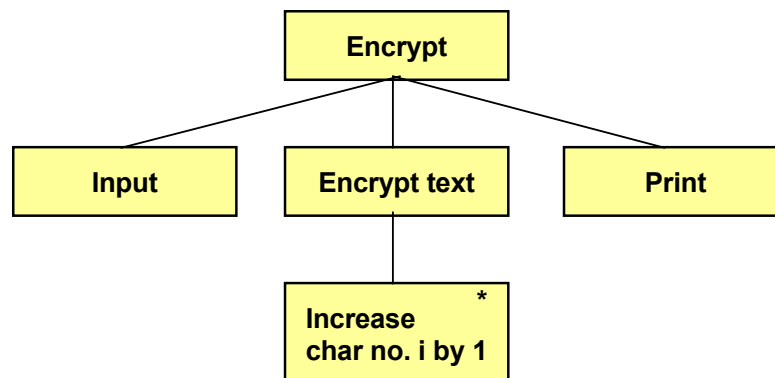 Encrypt
Input
Encrypt text
Print
*
Increase
char no. i by 1